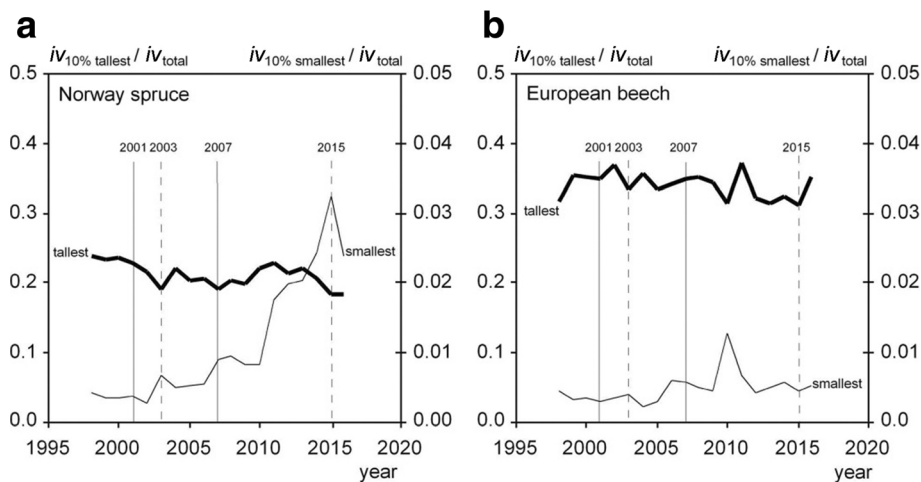 a
iv10% tallest / ivtotal iv10% smallest / ivtotal
0.5 0.05
Norway spruce
0.4 0.04
2001 2003 2007 2015
0.3 0.03
tallest smallest
0.2 0.02
0.1 0.01
0.0 0.00
1995 2000 2005 2010 2015 2020
year
b
iv10% tallest / ivtotal iv10% smallest / ivtotal
0.5 0.05
European beech
0.4 0.04
2001 2003 2007 2015
0.3 0.03
tallest
0.2 0.02
0.1 0.01
smallest
0.0 0.00
1995 2000 2005 2010 2015 2020
year